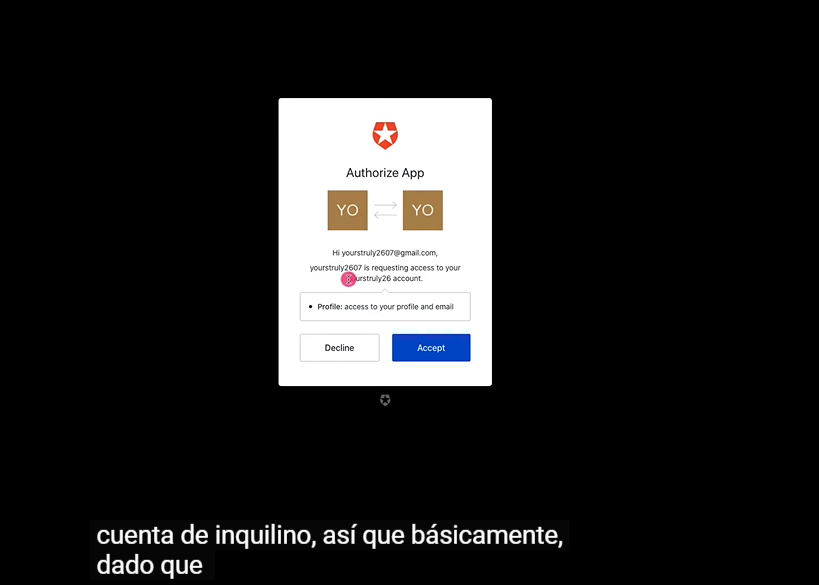 Authorize App
YO YO
Hi yourstruly2607@gmail.com,
yourstruly2607 is requesting access to your
urstruly26 account.
Profile: access to your profile and email
Decline Accept
cuenta de inquilino, así que básicamente,
dado que